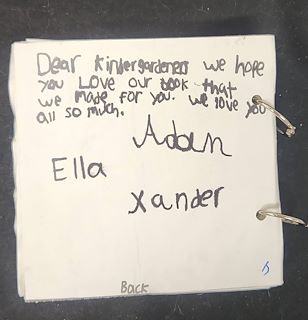 Dear Kindergardeners we hope
you Love our book that
we made for you. we love you
all so much.
Adam
Ella
Xander
Back